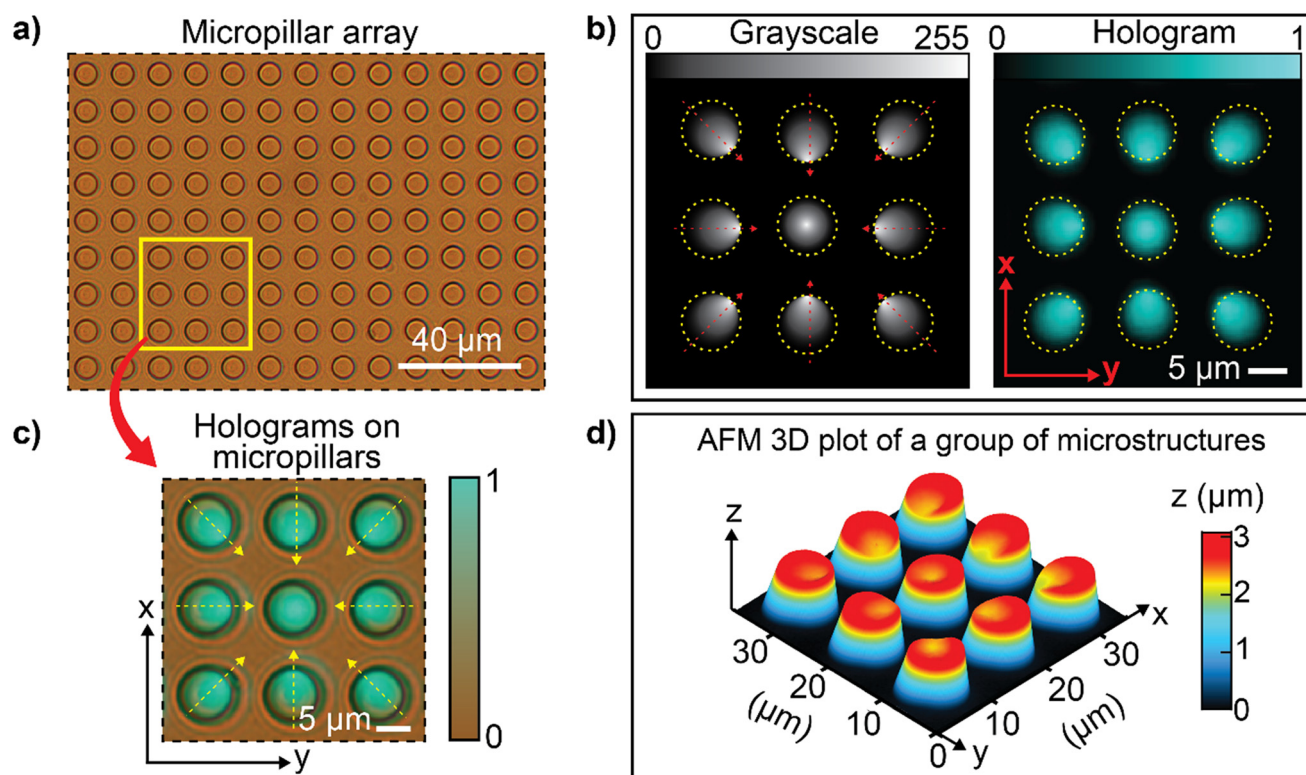 a)
Micropillar array
40 µm
b)
0 Grayscale 255
0 Hologram 1
x
y
5 µm
c)
Holograms on
micropillars
1
0
x
y
5 µm
d)
AFM 3D plot of a group of microstructures
z (µm)
3
2
1
0
z
x
y
30
20
10
(µm)
0
10
20
30
(µm)